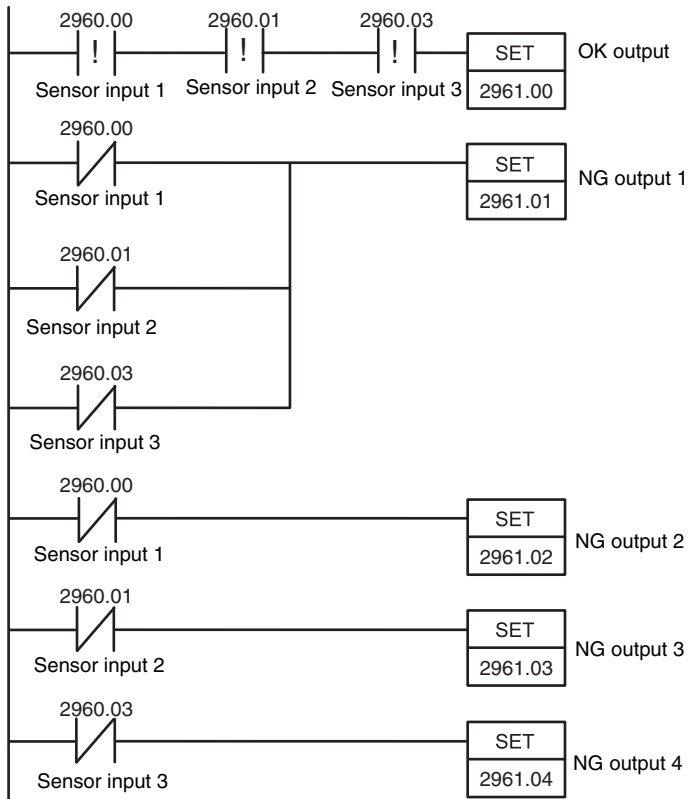 2960.00 2960.01 2960.03
! ! ! SET OK output
Sensor input 1 Sensor input 2 Sensor input 3 2961.00
2960.00
SET NG output 1
Sensor input 1 2961.01
2960.01
Sensor input 2
2960.03
Sensor input 3
2960.00
SET NG output 2
Sensor input 1 2961.02
2960.01
SET NG output 3
Sensor input 2 2961.03
2960.03
SET NG output 4
Sensor input 3 2961.04